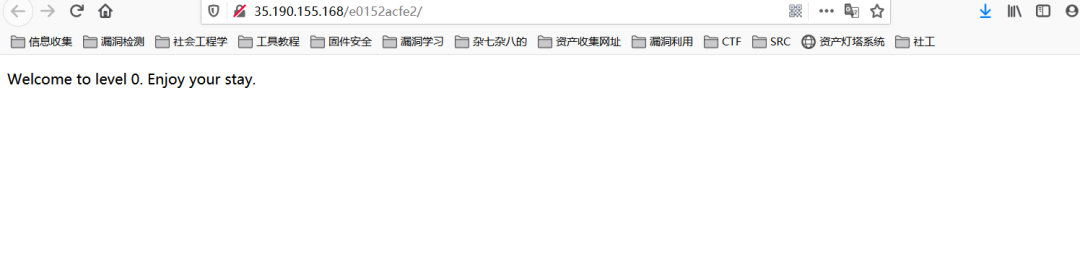 35.190.155.168/e0152acfe2/
信息收集 漏洞检测 社会工程学 工具教程 固件安全 漏洞学习 杂七杂八的 资产收集网址 漏洞利用 CTF SRC 资产灯塔系统 社工
Welcome to level 0. Enjoy your stay.